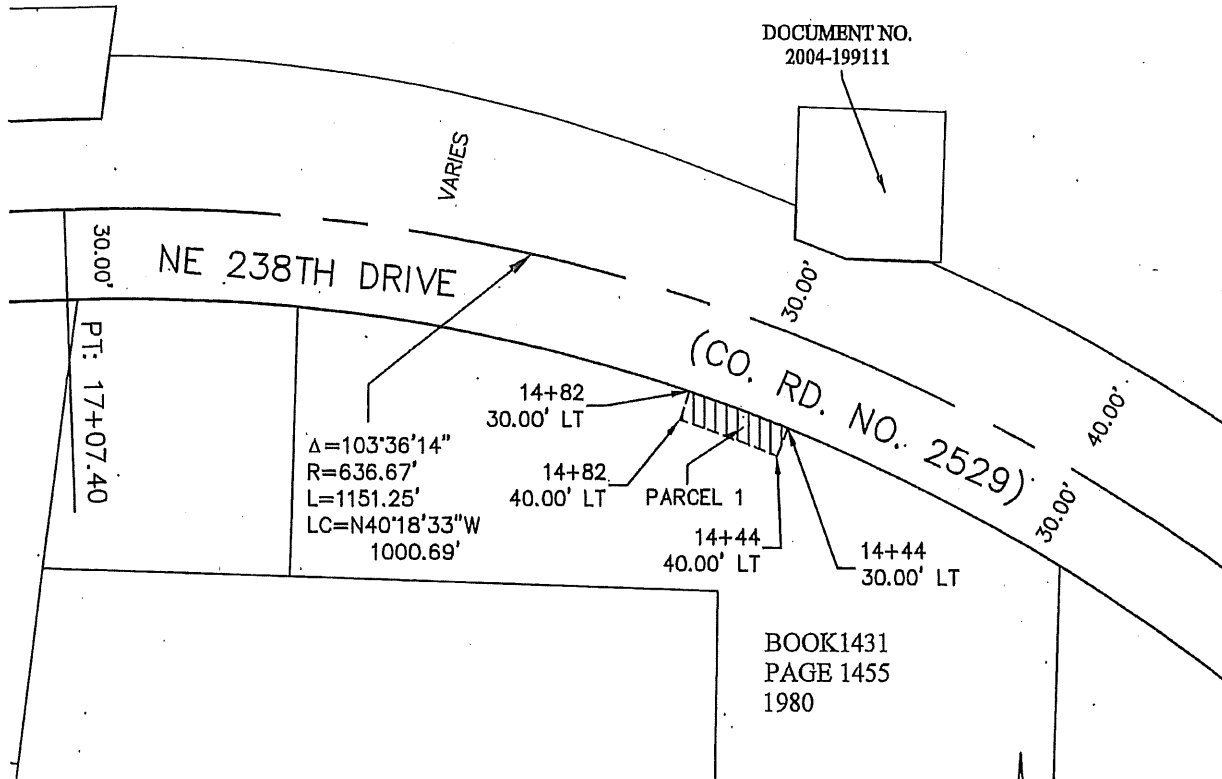 DOCUMENT NO.
2004-199111
VARIES
30.00'
NE 238TH DRIVE
30.00'
(CO. RD. NO. 2529)
40.00'
30.00'
PT: 17+07.40
Δ=103°36'14"
R=636.67'
L=1151.25'
LC=N40°18'33"W
1000.69'
14+82
30.00' LT
14+82
40.00' LT
PARCEL 1
14+44
40.00' LT
14+44
30.00' LT
BOOK1431
PAGE 1455
1980